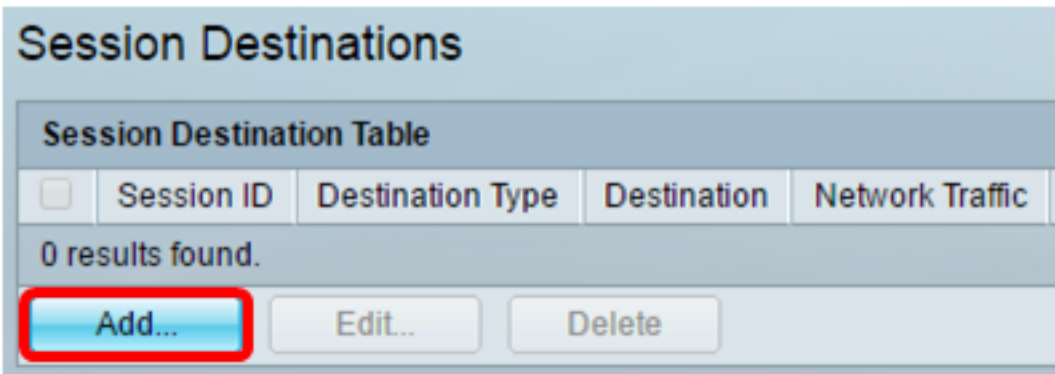 Session Destinations
Session Destination Table
Session ID Destination Type Destination Network Traffic
0 results found.
Add... Edit... Delete